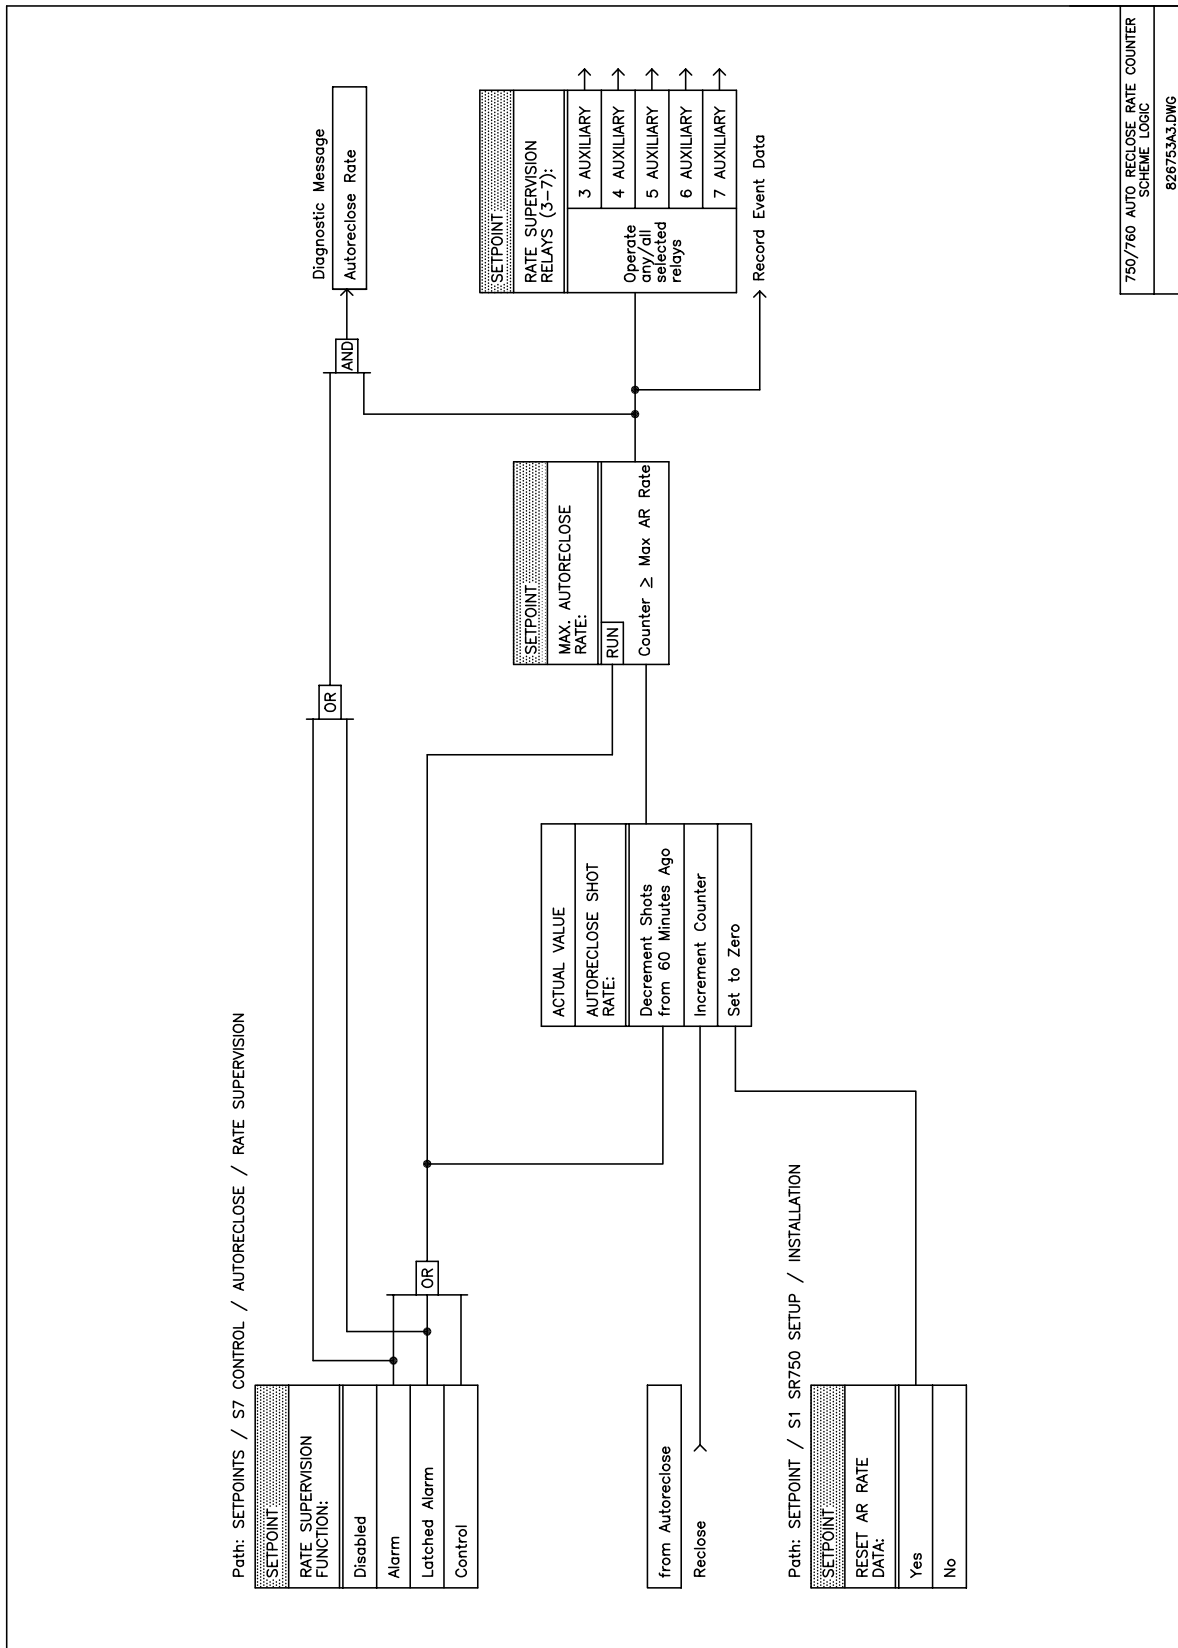 Path: SETPOINTS / S7 CONTROL / AUTORECLOSE / RATE SUPERVISION
SETPOINT
RATE SUPERVISION
FUNCTION:
Disabled
Alarm
Latched Alarm
Control
OR
OR
AND
Diagnostic Message
Autoreclose Rate
from Autoreclose
Reclose
ACTUAL VALUE
AUTORECLOSE SHOT
RATE:
Decrement Shots
from 60 Minutes Ago
Increment Counter
Set to Zero
SETPOINT
MAX. AUTORECLOSE
RATE:
RUN
Counter ≥ Max AR Rate
SETPOINT
RATE SUPERVISION
RELAYS (3-7):
Operate
any/all
selected
relays
3 AUXILIARY
4 AUXILIARY
5 AUXILIARY
6 AUXILIARY
7 AUXILIARY
Record Event Data
Path: SETPOINT / S1 SR750 SETUP / INSTALLATION
SETPOINT
RESET AR RATE
DATA:
Yes
No
750/760 AUTO RECLOSE RATE COUNTER
SCHEME LOGIC
826753A3.DWG